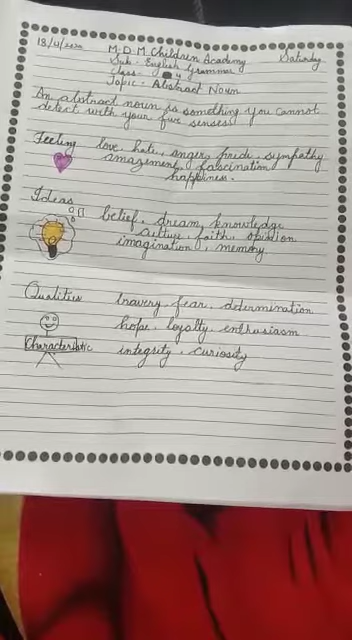 18/4/2020 M.D.M Children Academy Saturday
Sub - English Grammar
Class - 4
Topic - Abstract Noun
An abstract noun is something you cannot
detect with your five senses.
Feeling love, hate, anger, pride, sympathy
amazement, fascination,
happiness.
Ideas belief, dream, knowledge
culture, faith, opinion
imagination, memory.
Qualities bravery, fear, determination
hope, loyalty, enthusiasm
Characteristic integrity, curiosity